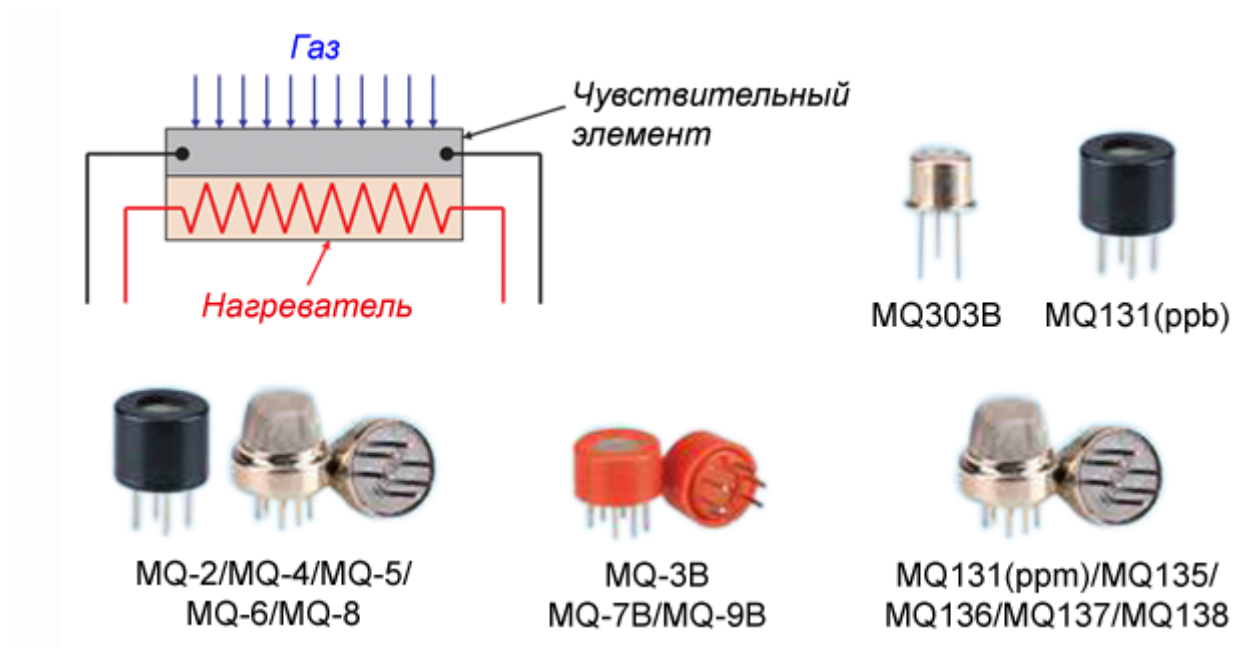 Газ
Чувствительный
элемент
Нагреватель
MQ303B
MQ131(ppb)
MQ-2/MQ-4/MQ-5/
MQ-6/MQ-8
MQ-3B
MQ-7B/MQ-9B
MQ131(ppm)/MQ135/
MQ136/MQ137/MQ138